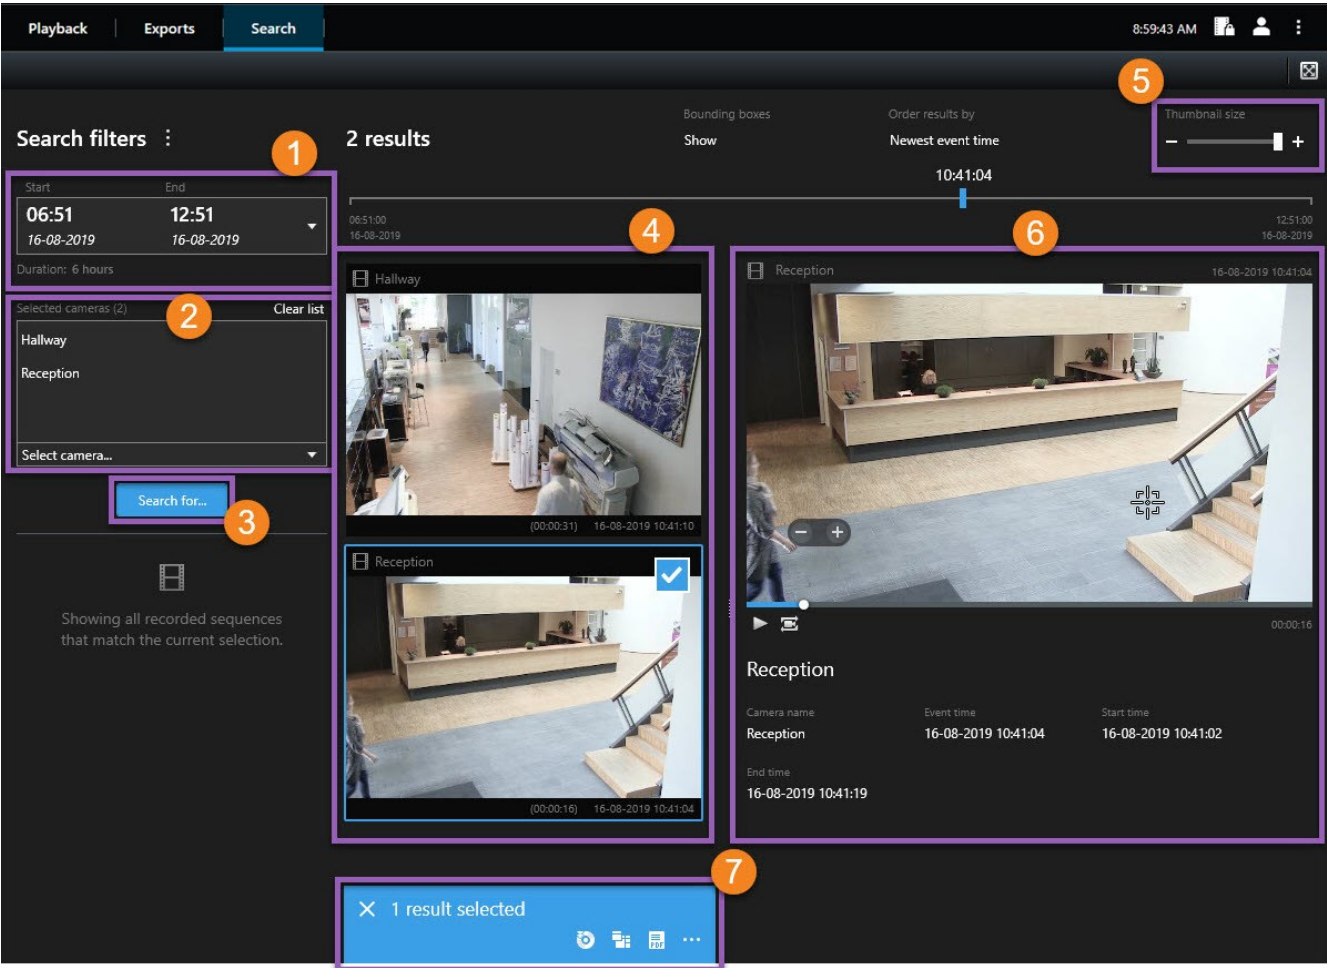 Playback
Exports
Search
8:59:43 AM
5
Search filters
1
2 results
Bounding boxes
Show
Order results by
Newest event time
Thumbnail size
10:41:04
Start
End
06:51
12:51
16-08-2019
16-08-2019
Duration: 6 hours
06:51:00
16-08-2019
12:51:00
16-08-2019
4
6
2
Selected cameras (2)
Clear list
Hallway
Reception
Select camera...
Search for...
3
Showing all recorded sequences
that match the current selection.
Hallway
(00:00:31) 16-08-2019 10:41:10
Reception
(00:00:16) 16-08-2019 10:41:04
Reception
16-08-2019 10:41:04
00:00:16
Reception
Camera name
Reception
Event time
16-08-2019 10:41:04
Start time
16-08-2019 10:41:02
End time
16-08-2019 10:41:19
7
1 result selected
PDF